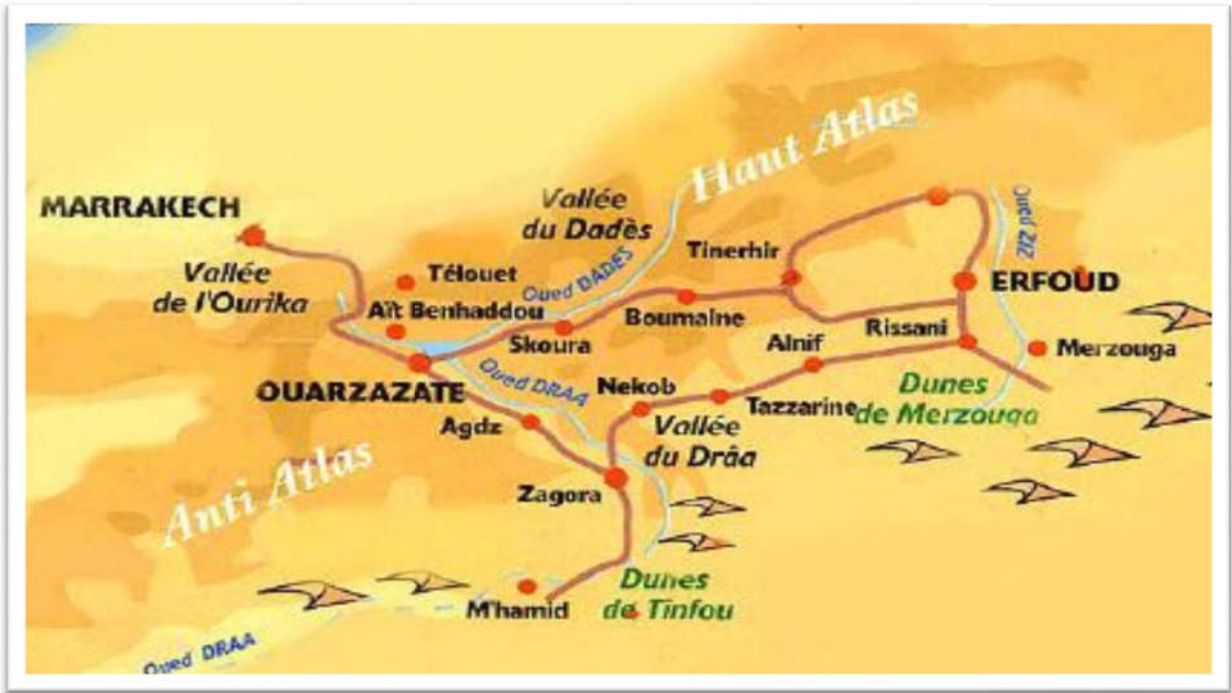 Haut Atlas
MARRAKECH
Vallée
du Dadès
Oued ZIZ
Vallée
de l'Ourika
Télouet
Oued DADES
Tinerhir
ERFOUD
Aït Benhaddou
Boumalne
Skoura
Rissani
Alnif
Merzouga
OUARZAZATE
Oued DRAA
Nekob
Tazzarine
Dunes
de Merzouga
Agdz
Vallée
du Drâa
Anti Atlas
Zagora
Dunes
de Tinfou
M'hamid
Oued DRAA